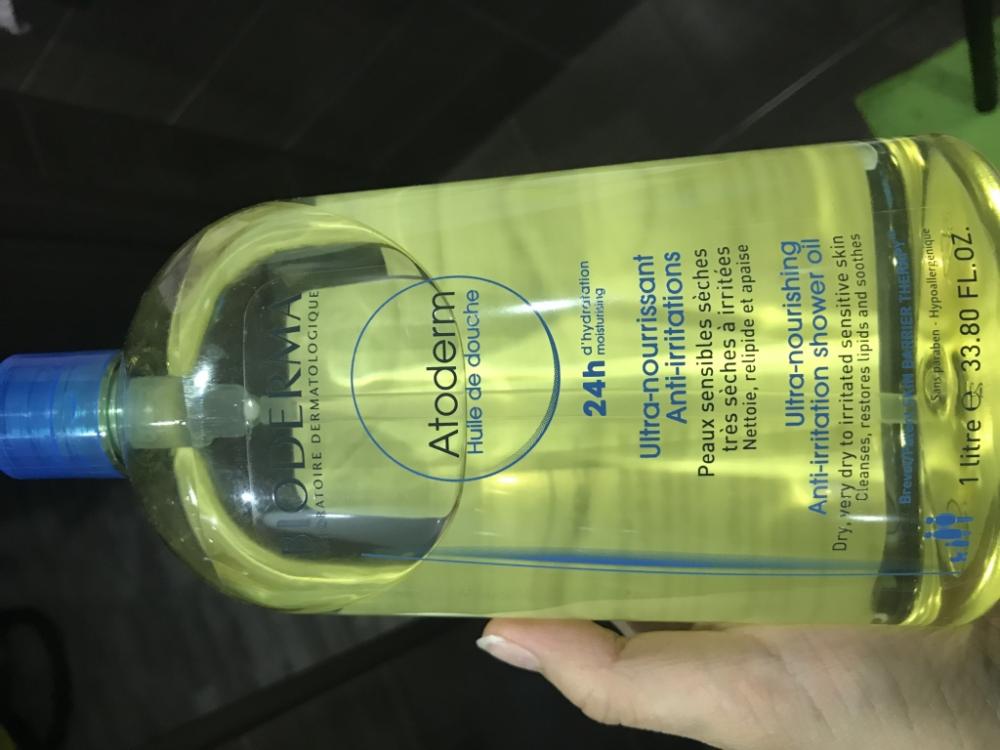 BIODERMA
LABORATOIRE DERMATOLOGIQUE
Atoderm
Huile de douche
24h d'hydratation
moisturising
Ultra-nourrissant
Anti-irritations
Peaux sensibles sèches
très sèches à irritées
Nettoie, relipide et apaise
Ultra-nourishing
Anti-irritation shower oil
Dry, very dry to irritated sensitive skin
Cleanses, restores lipids and soothes
SKIN BARRIER THERAPY
Sans paraben - Hypoallergénique
1 litre ℮ 33.80 FL.OZ.